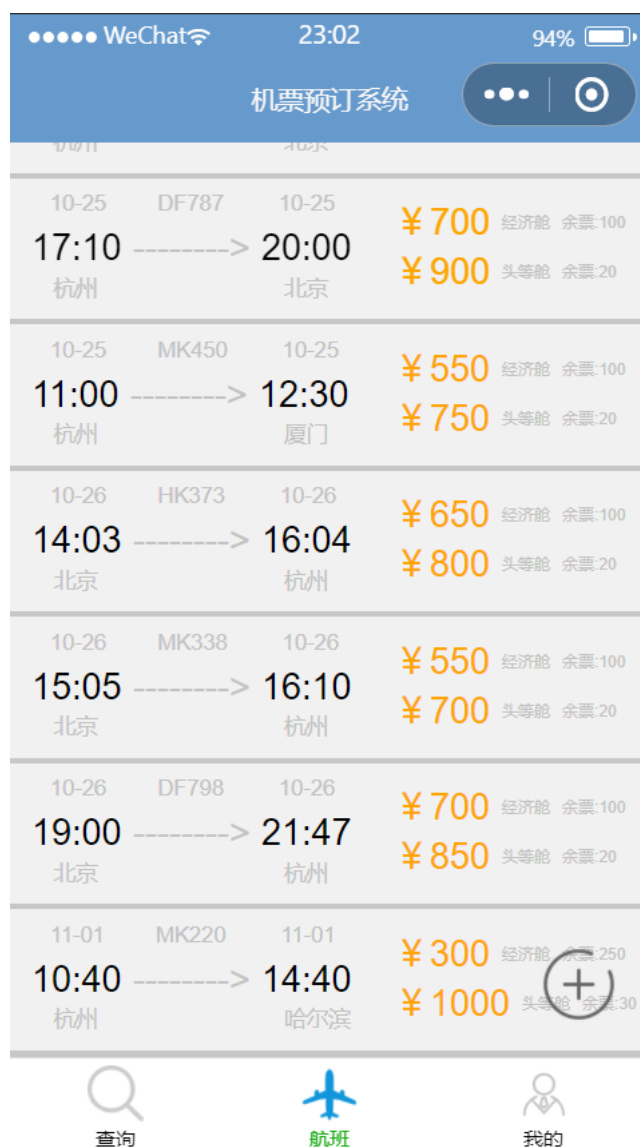 ●●●●● WeChat 23:02 94%
机票预订系统
杭州 北京
10-25 DF787 10-25
17:10 --------> 20:00
杭州 北京
¥700 经济舱 余票:100
¥900 头等舱 余票:20
10-25 MK450 10-25
11:00 --------> 12:30
杭州 厦门
¥550 经济舱 余票:100
¥750 头等舱 余票:20
10-26 HK373 10-26
14:03 --------> 16:04
北京 杭州
¥650 经济舱 余票:100
¥800 头等舱 余票:20
10-26 MK338 10-26
15:05 --------> 16:10
北京 杭州
¥550 经济舱 余票:100
¥700 头等舱 余票:20
10-26 DF798 10-26
19:00 --------> 21:47
北京 杭州
¥700 经济舱 余票:100
¥850 头等舱 余票:20
11-01 MK220 11-01
10:40 --------> 14:40
杭州 哈尔滨
¥300 经济舱 余票:250
¥1000 头等舱 余票:30
查询 航班 我的